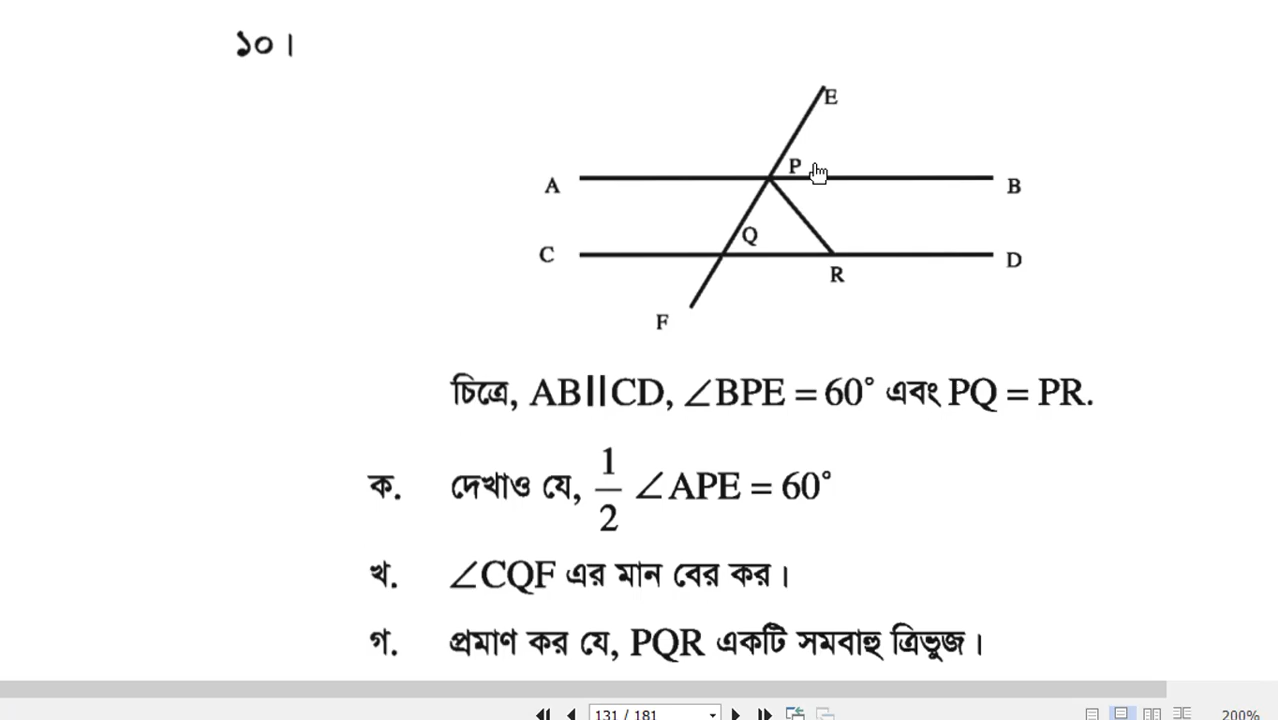 ১০।
E
P
A
B
Q
C
D
R
F
চিত্রে, AB||CD, ∠BPE = 60° এবং PQ = PR.
ক. দেখাও যে, 1/2 ∠APE = 60°
খ. ∠CQF এর মান বের কর।
গ. প্রমাণ কর যে, PQR একটি সমবাহু ত্রিভুজ।
131 / 181
200%